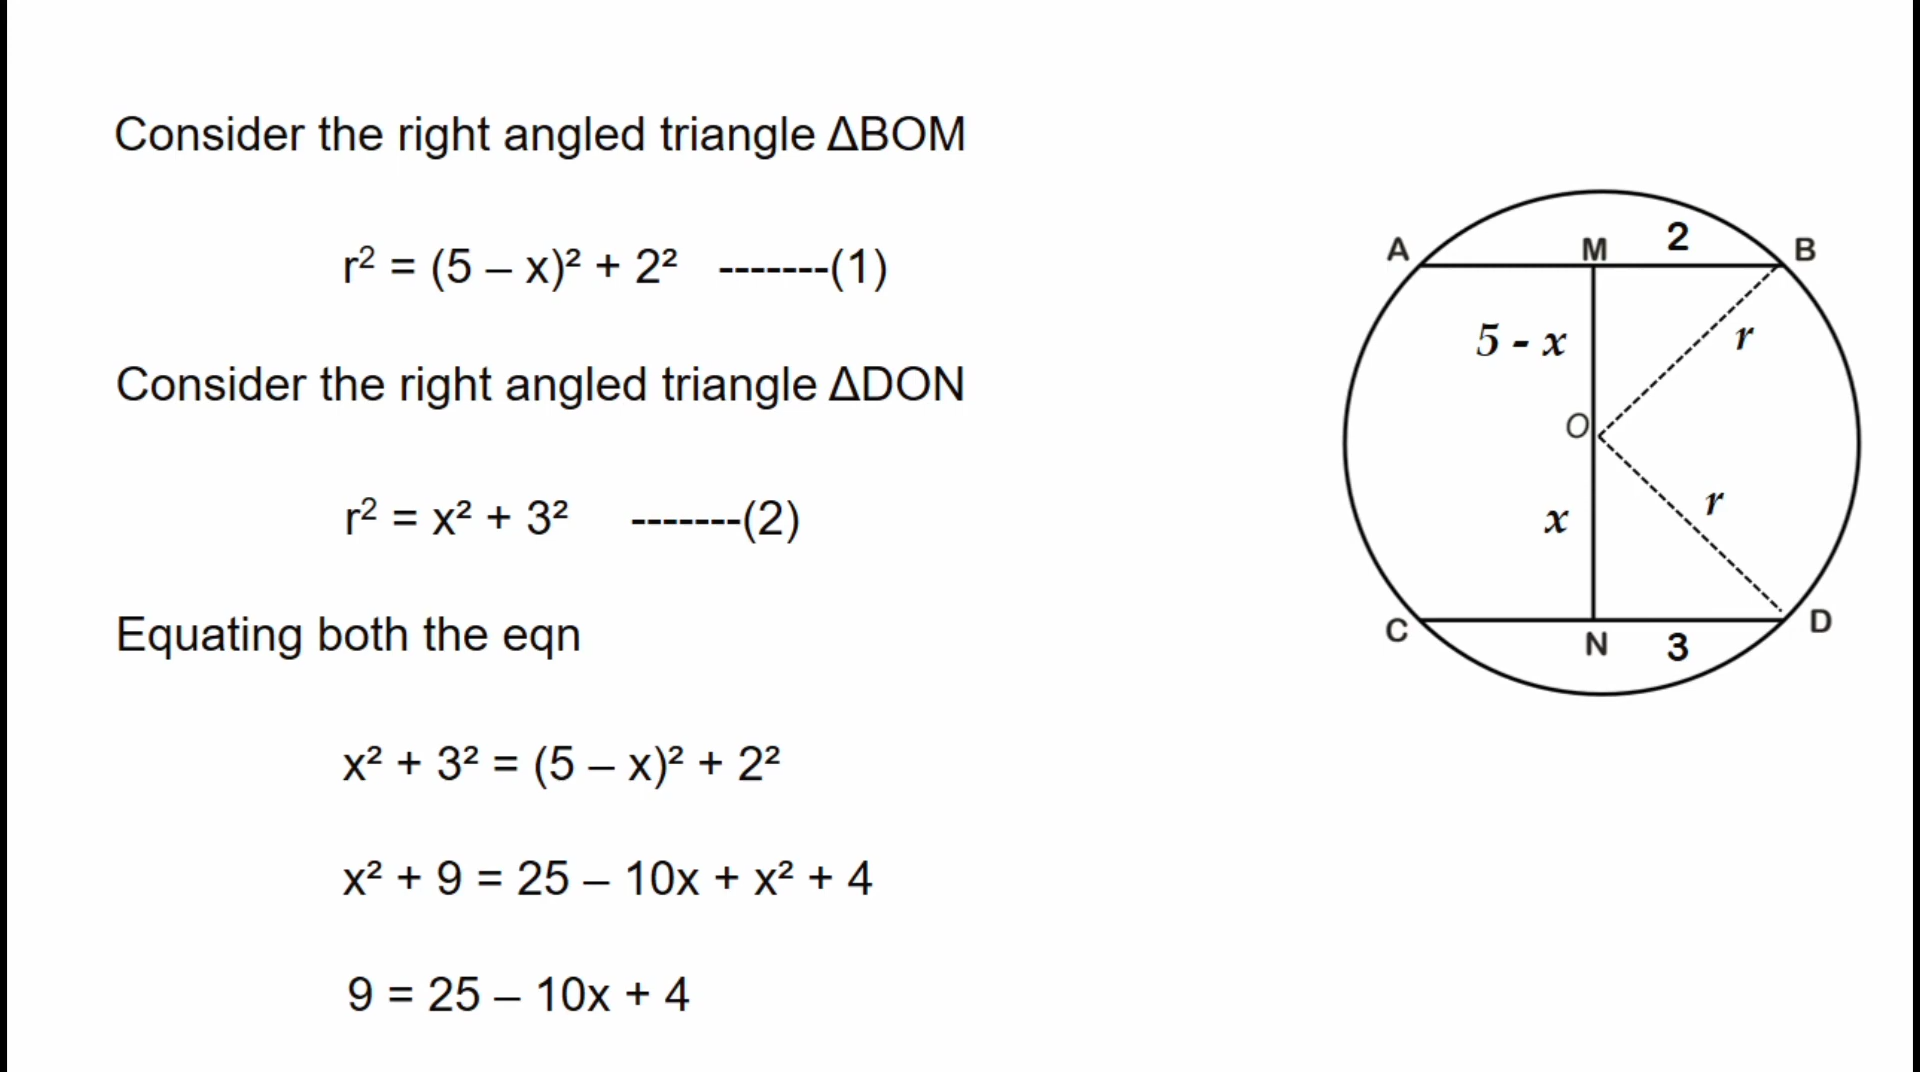 Consider the right angled triangle ΔBOM
r² = (5 – x)² + 2² -------(1)
Consider the right angled triangle ΔDON
r² = x² + 3² -------(2)
Equating both the eqn
x² + 3² = (5 – x)² + 2²
x² + 9 = 25 – 10x + x² + 4
9 = 25 – 10x + 4
A M 2 B
5 - x r
O
x r
C N 3 D